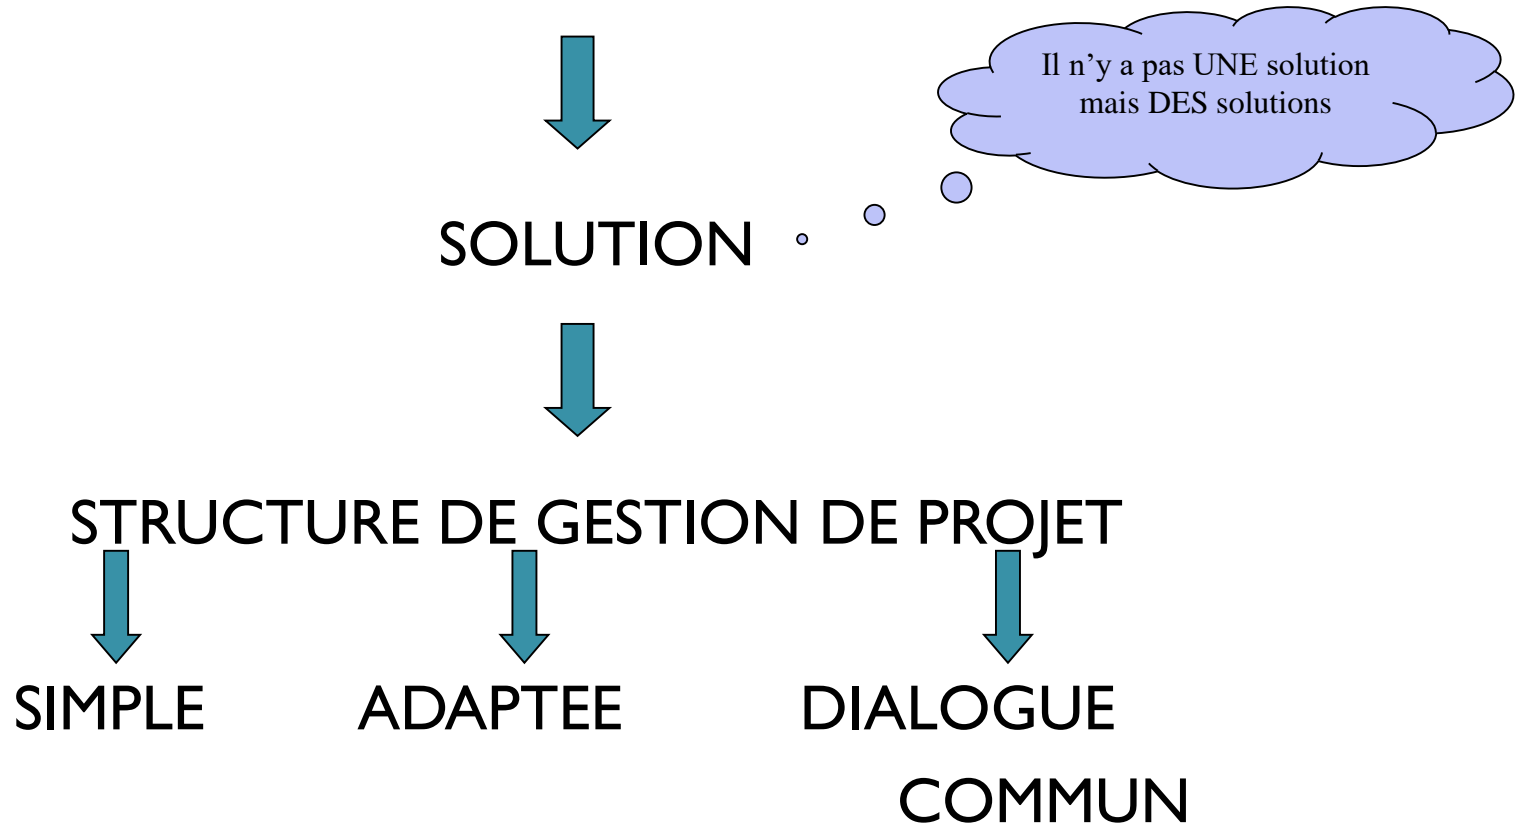 Il n’y a pas UNE solution
mais DES solutions
SOLUTION
STRUCTURE DE GESTION DE PROJET
SIMPLE ADAPTEE DIALOGUE
COMMUN